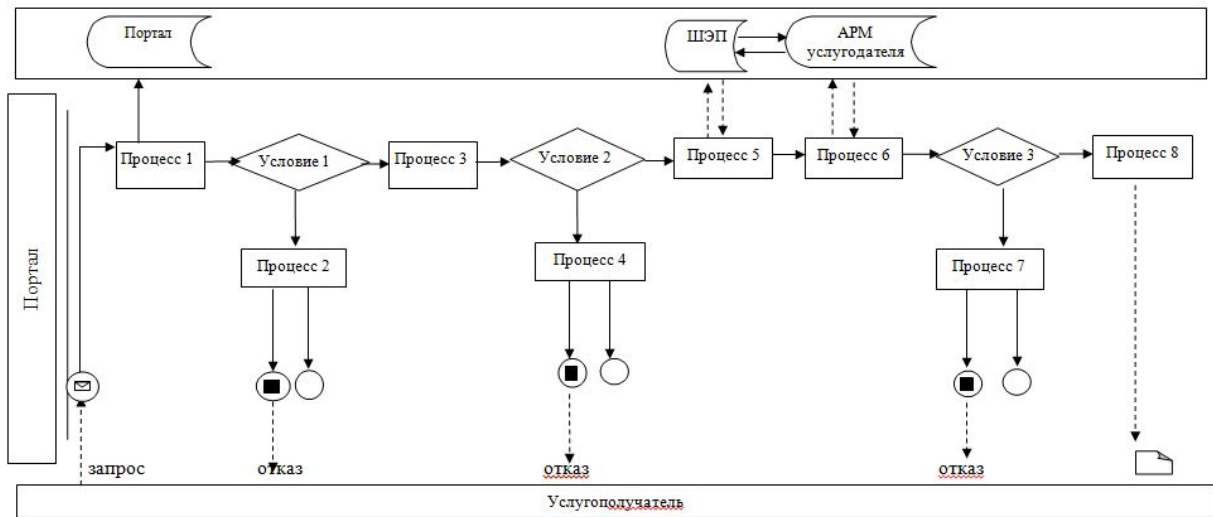 Портал
ШЭП
АРМ
услугодателя
Портал
Процесс 1
Условие 1
Процесс 3
Условие 2
Процесс 5
Процесс 6
Условие 3
Процесс 8
Процесс 2
Процесс 4
Процесс 7
запрос
отказ
отказ
отказ
Услугополучатель